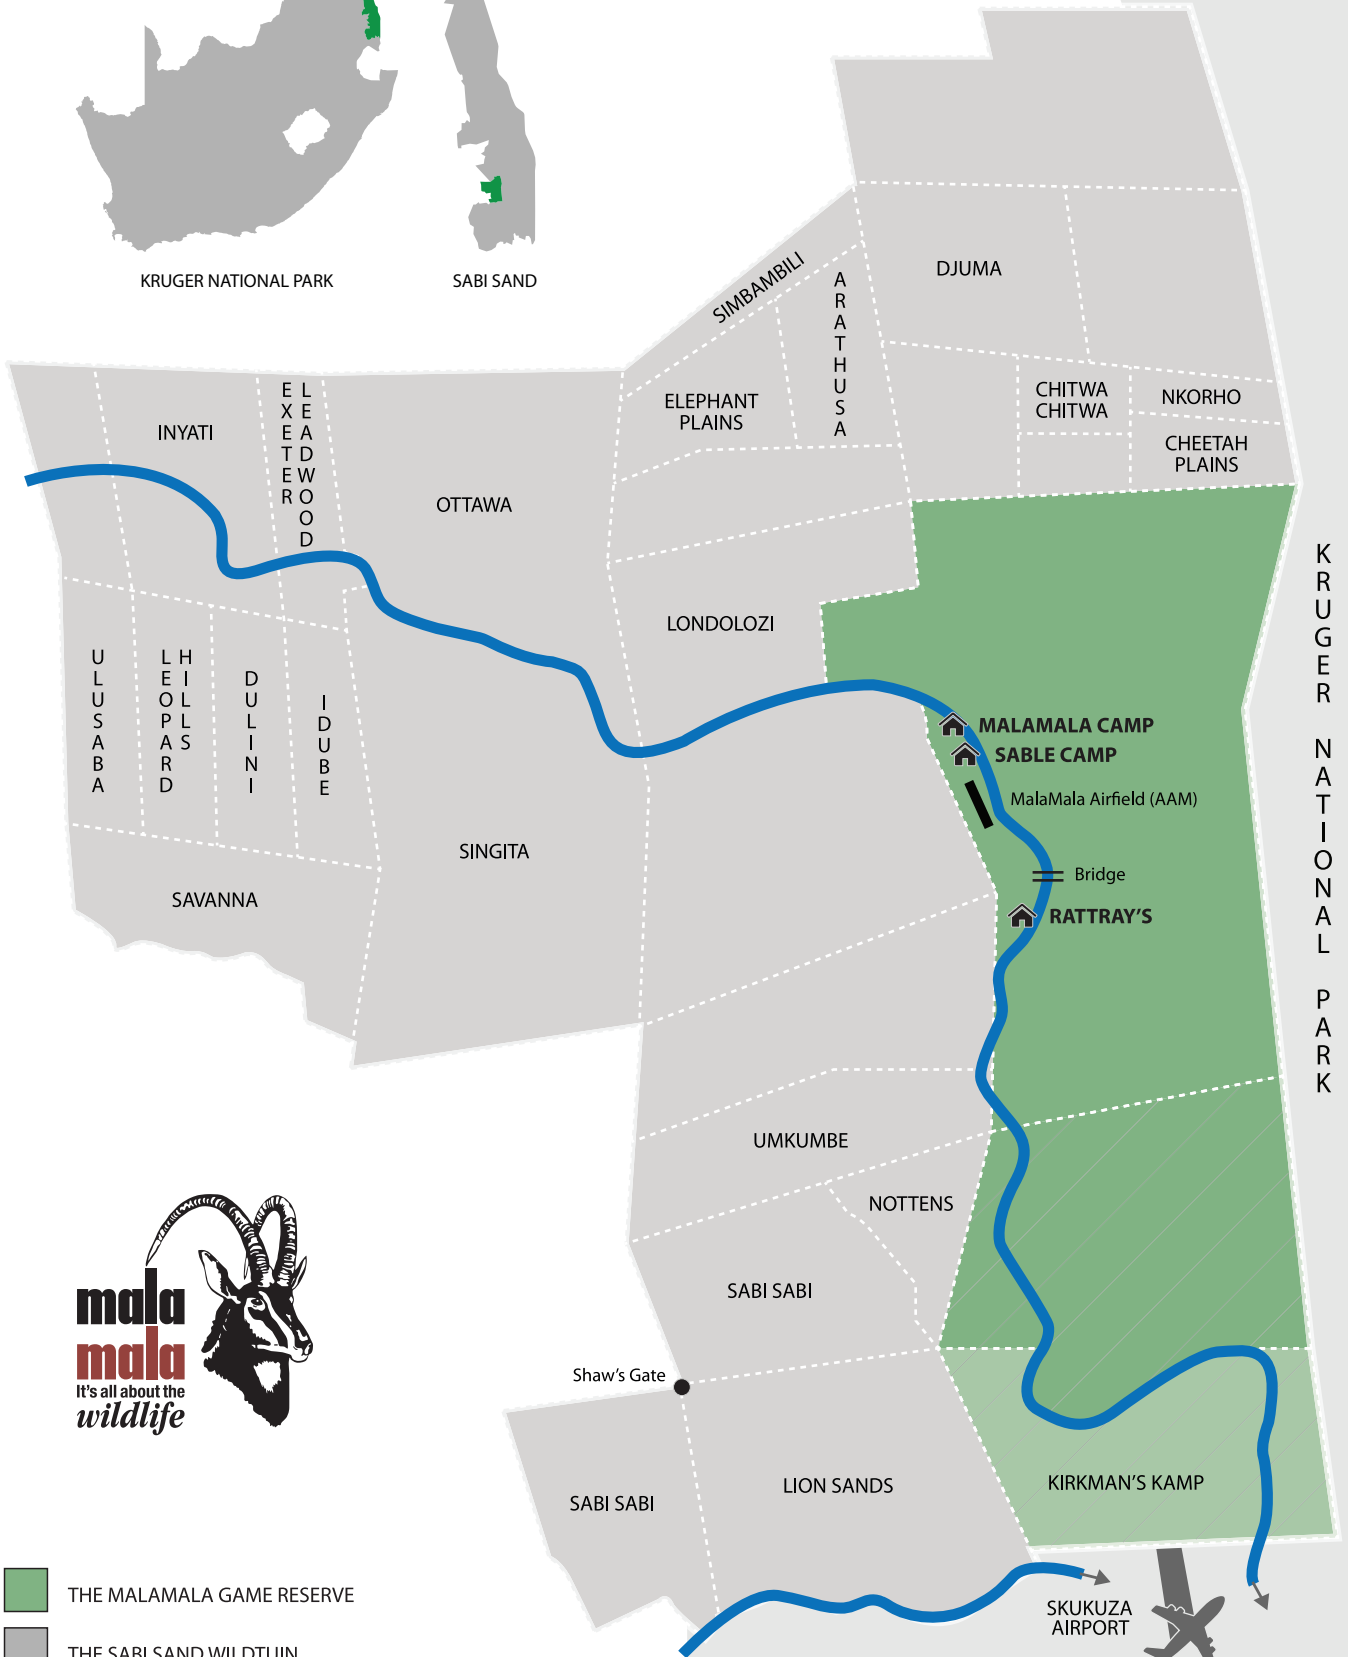 KRUGER NATIONAL PARK
SABI SAND
SIMBAMBILI
ARATHUSA
DJUMA
ELEPHANT
PLAINS
CHITWA
CHITWA
NKORHO
CHEETAH
PLAINS
INYATI
EXETER
LEADWOOD
OTTAWA
LONDOLOZI
KRUGER NATIONAL PARK
ULUSABA
LEOPARD
HILLS
DULINI
IDUBE
MALAMALA CAMP
SABLE CAMP
MalaMala Airfield (AAM)
SINGITA
Bridge
SAVANNA
RATTRAY'S
UMKUMBE
NOTTENS
SABI SABI
mala
mala
It's all about the
wildlife
Shaw's Gate
LION SANDS
KIRKMAN'S KAMP
SABI SABI
THE MALAMALA GAME RESERVE
SKUKUZA
AIRPORT
THE SABI SAND WILDTUIN